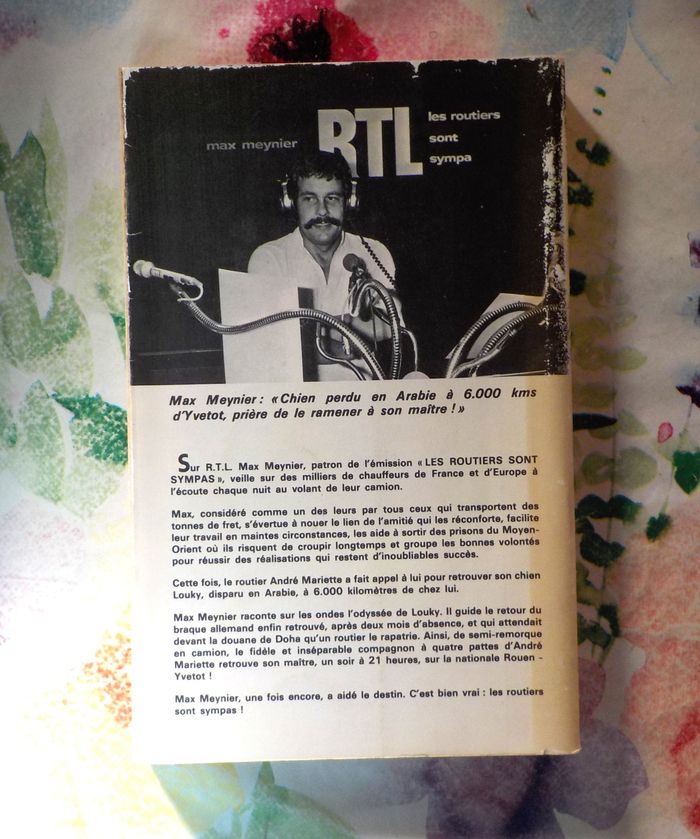 max meynier
RTL
les routiers
sont
sympa
Max Meynier : « Chien perdu en Arabie à 6.000 kms
d'Yvetot, prière de le ramener à son maître ! »
Sur R.T.L. Max Meynier, patron de l'émission « LES ROUTIERS SONT
SYMPAS », veille sur des milliers de chauffeurs de France et d'Europe à
l'écoute chaque nuit au volant de leur camion.
Max, considéré comme un des leurs par tous ceux qui transportent des
tonnes de fret, s'évertue à nouer le lien de l'amitié qui les réconforte, facilite
leur travail en maintes circonstances, les aide à sortir des prisons du Moyen-
Orient où ils risquent de croupir longtemps et groupe les bonnes volontés
pour réussir des réalisations qui restent d'inoubliables succès.
Cette fois, le routier André Mariette a fait appel à lui pour retrouver son chien
Louky, disparu en Arabie, à 6.000 kilomètres de chez lui.
Max Meynier raconte sur les ondes l'odyssée de Louky. Il guide le retour du
braque allemand enfin retrouvé, après deux mois d'absence, et qui attendait
devant la douane de Doha qu'un routier le rapatrie. Ainsi, de semi-remorque
en camion, le fidèle et inséparable compagnon à quatre pattes d'André
Mariette retrouve son maître, un soir à 21 heures, sur la nationale Rouen -
Yvetot !
Max Meynier, une fois encore, a aidé le destin. C'est bien vrai : les routiers
sont sympas !